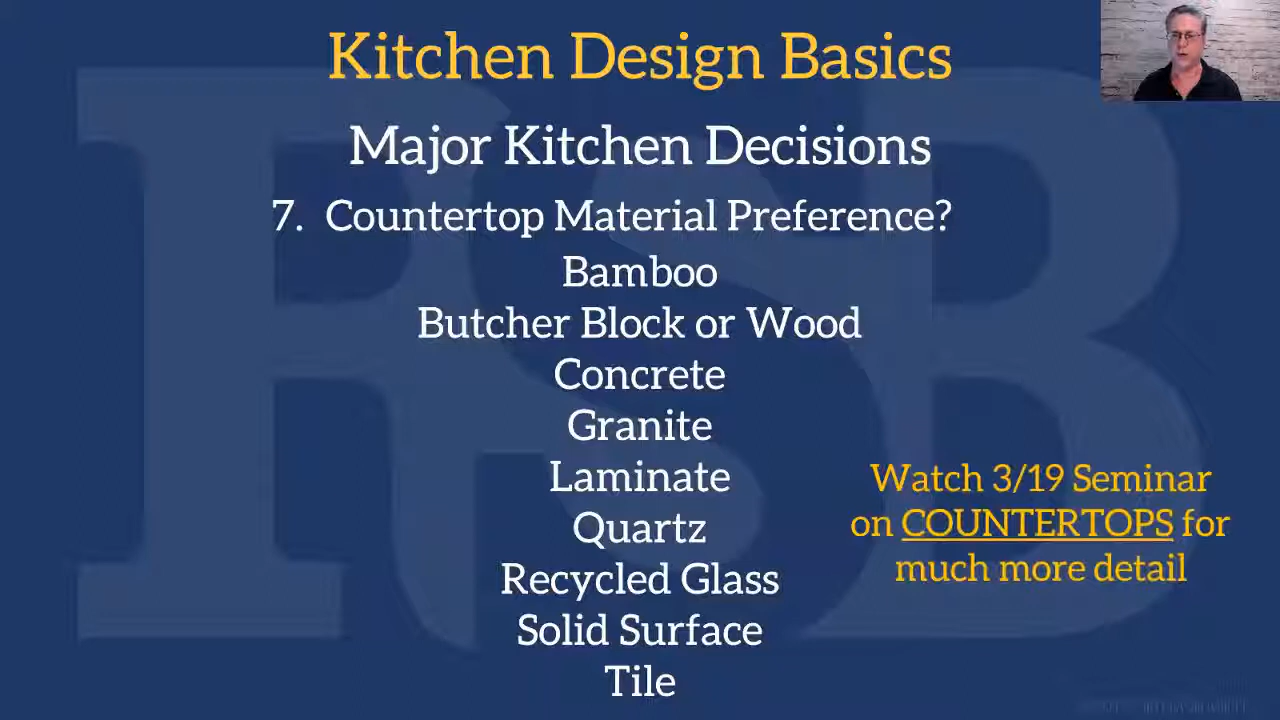 Kitchen Design Basics
Major Kitchen Decisions
7. Countertop Material Preference?
Bamboo
Butcher Block or Wood
Concrete
Granite
Laminate
Quartz
Recycled Glass
Solid Surface
Tile
Watch 3/19 Seminar
on COUNTERTOPS for
much more detail
RSB